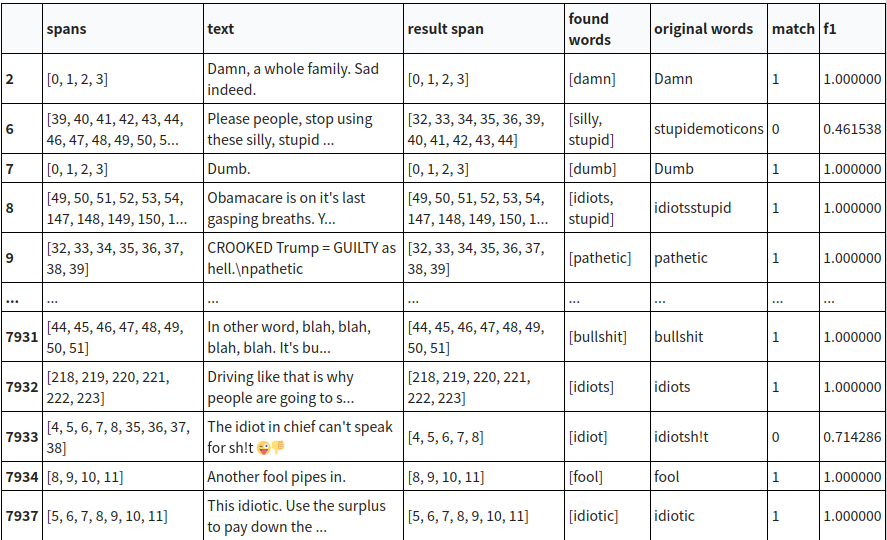 spans text result span found words original words match f1
2 [0, 1, 2, 3] Damn, a whole family. Sad indeed. [0, 1, 2, 3] [damn] Damn 1 1.000000
6 [39, 40, 41, 42, 43, 44, 46, 47, 48, 49, 50, 5... Please people, stop using these silly, stupid ... [32, 33, 34, 35, 36, 39, 40, 41, 42, 43, 44] [silly, stupid] stupidemoticons 0 0.461538
7 [0, 1, 2, 3] Dumb. [0, 1, 2, 3] [dumb] Dumb 1 1.000000
8 [49, 50, 51, 52, 53, 54, 147, 148, 149, 150, 1... Obamacare is on it's last gasping breaths. Y... [49, 50, 51, 52, 53, 54, 147, 148, 149, 150, 1... [idiots, stupid] idiotsstupid 1 1.000000
9 [32, 33, 34, 35, 36, 37, 38, 39] CROOKED Trump = GUILTY as hell.\npathetic [32, 33, 34, 35, 36, 37, 38, 39] [pathetic] pathetic 1 1.000000
... ... ... ... ... ... ... ...
7931 [44, 45, 46, 47, 48, 49, 50, 51] In other word, blah, blah, blah, blah. It's bu... [44, 45, 46, 47, 48, 49, 50, 51] [bullshit] bullshit 1 1.000000
7932 [218, 219, 220, 221, 222, 223] Driving like that is why people are going to s... [218, 219, 220, 221, 222, 223] [idiots] idiots 1 1.000000
7933 [4, 5, 6, 7, 8, 35, 36, 37, 38] The idiot in chief can't speak for sh!t 😜👎 [4, 5, 6, 7, 8] [idiot] idiotsh!t 0 0.714286
7934 [8, 9, 10, 11] Another fool pipes in. [8, 9, 10, 11] [fool] fool 1 1.000000
7937 [5, 6, 7, 8, 9, 10, 11] This idiotic. Use the surplus to pay down the ... [5, 6, 7, 8, 9, 10, 11] [idiotic] idiotic 1 1.000000